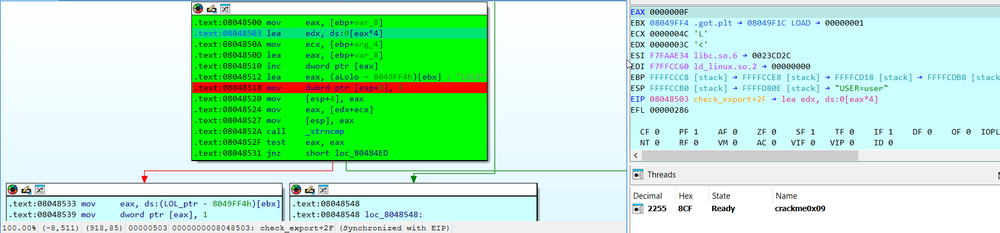 .text:08048500 mov eax, [ebp+var_8]
.text:08048503 lea edx, ds:0[eax*4]
.text:0804850A mov ecx, [ebp+arg_4]
.text:0804850D lea eax, [ebp+var_8]
.text:08048510 inc dword ptr [eax]
.text:08048512 lea eax, (aLolo - 8049FF4h)[ebx] ; "LOLO"
.text:08048518 mov dword ptr [esp+8], 3
.text:08048520 mov [esp+4], eax
.text:08048524 mov eax, [edx+ecx]
.text:08048527 mov [esp], eax
.text:0804852A call _strncmp
.text:0804852F test eax, eax
.text:08048531 jnz short loc_80484ED
.text:08048533 mov eax, ds:(LOL_ptr - 8049FF4h)[ebx]
.text:08048539 mov dword ptr [eax], 1
.text:08048548
.text:08048548 loc_8048548:
100.00% (-8,511) (918,85) 00000503 0000000008048503: check_export+2F (Synchronized with EIP)
EAX 0000000F
EBX 08049FF4 .got.plt → 08049F1C LOAD → 00000001
ECX 0000004C 'L'
EDX 0000003C '<'
ESI F7FAAE34 libc.so.6 → 0023CD2C
EDI F7FFCC60 ld_linux.so.2 → 00000000
EBP FFFFCCC8 [stack] → FFFFCCE8 [stack] → FFFFCD18 [stack] → FFFFCDB8 [stack
ESP FFFFCCB0 [stack] → FFFFD80E [stack] → "USER=user"
EIP 08048503 check_export+2F → lea edx, ds:0[eax*4]
EFL 00000286
CF 0 PF 1 AF 0 ZF 0 SF 1 TF 0 IF 1 DF 0 OF 0 IOPL
NT 0 RF 0 VM 0 AC 0 VIF 0 VIP 0 ID 0
Threads
Decimal Hex State Name
2255 8CF Ready crackme0x09